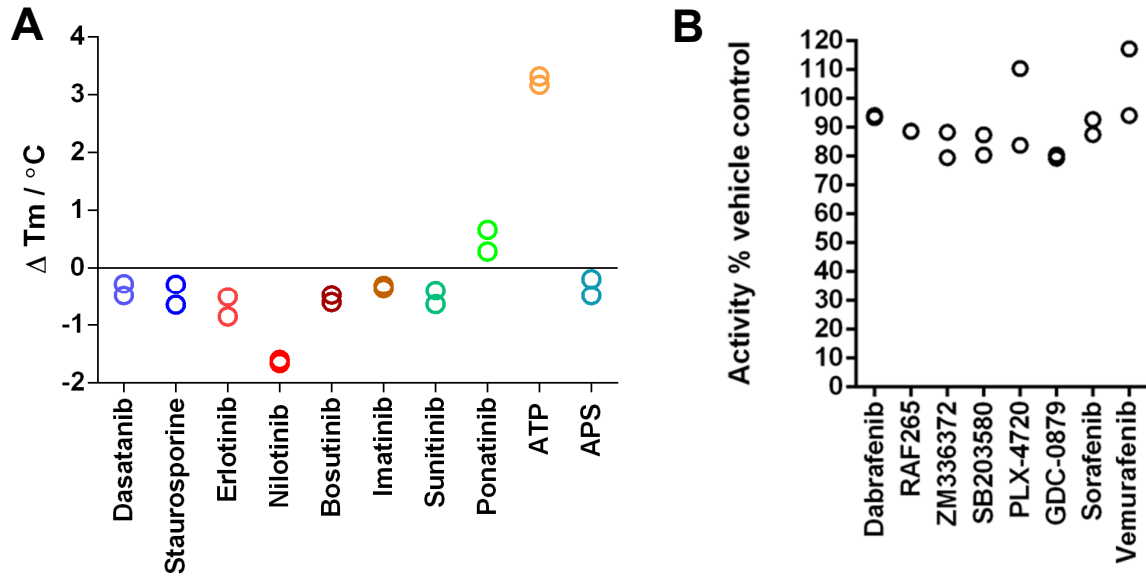 A
Δ Tm / °C
4
3
2
1
0
-1
-2
Dasatanib
Staurosporine
Erlotinib
Nilotinib
Bosutinib
Imatinib
Sunitinib
Ponatinib
ATP
APS
B
Activity % vehicle control
120
110
100
90
80
70
60
50
40
30
20
10
0
Dabrafenib
RAF265
ZM336372
SB203580
PLX-4720
GDC-0879
Sorafenib
Vemurafenib